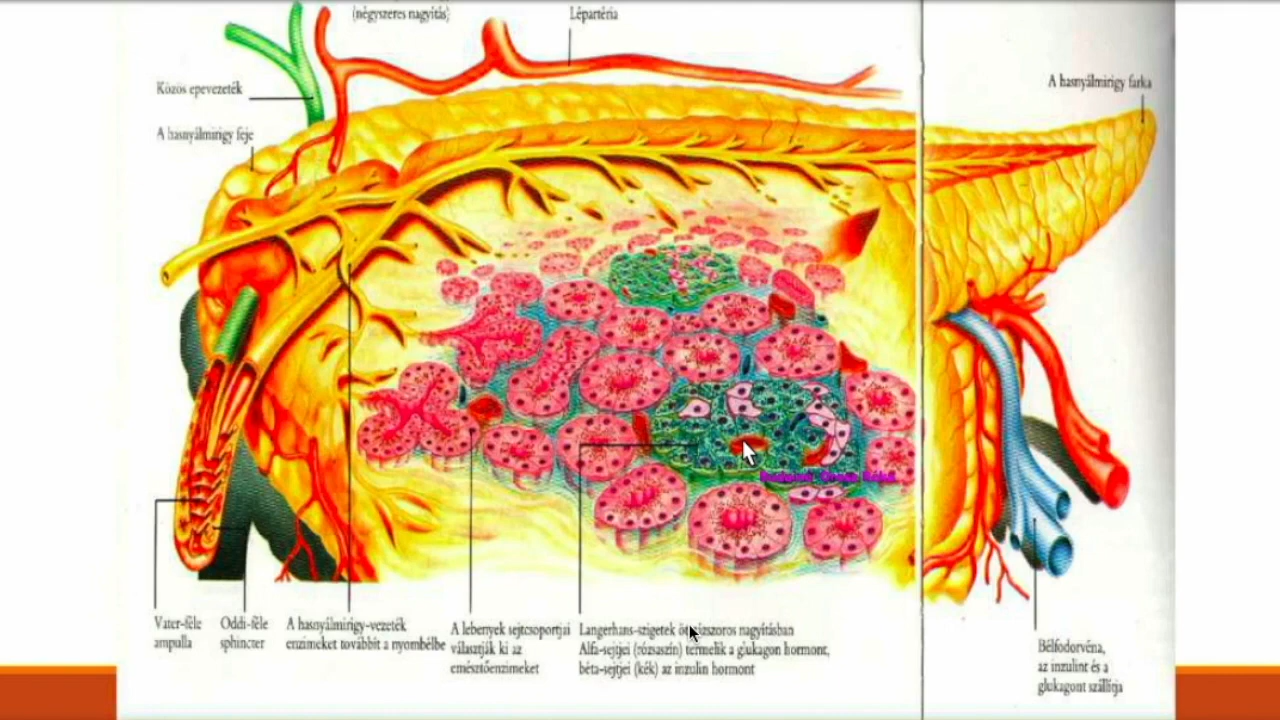 (négyszeres nagyítás)
Lépartéria
Közös epevezeték
A hasnyálmirigy feje
A hasnyálmirigy farka
Vater-féle
ampulla
Oddi-féle
sphincter
A hasnyálmirigy-vezeték
enzimeket továbbít a nyombélbe
A lebenyek sejtcsoportjai
választják ki az
emésztőenzimeket
Langerhans-szigetek nagyításban
Alfa-sejtjei (rózsaszín) termelik a glukagon hormont,
béta-sejtjei (kék) az inzulin hormont
Bélfodorvéna,
az inzulint és a
glukagont szállítja